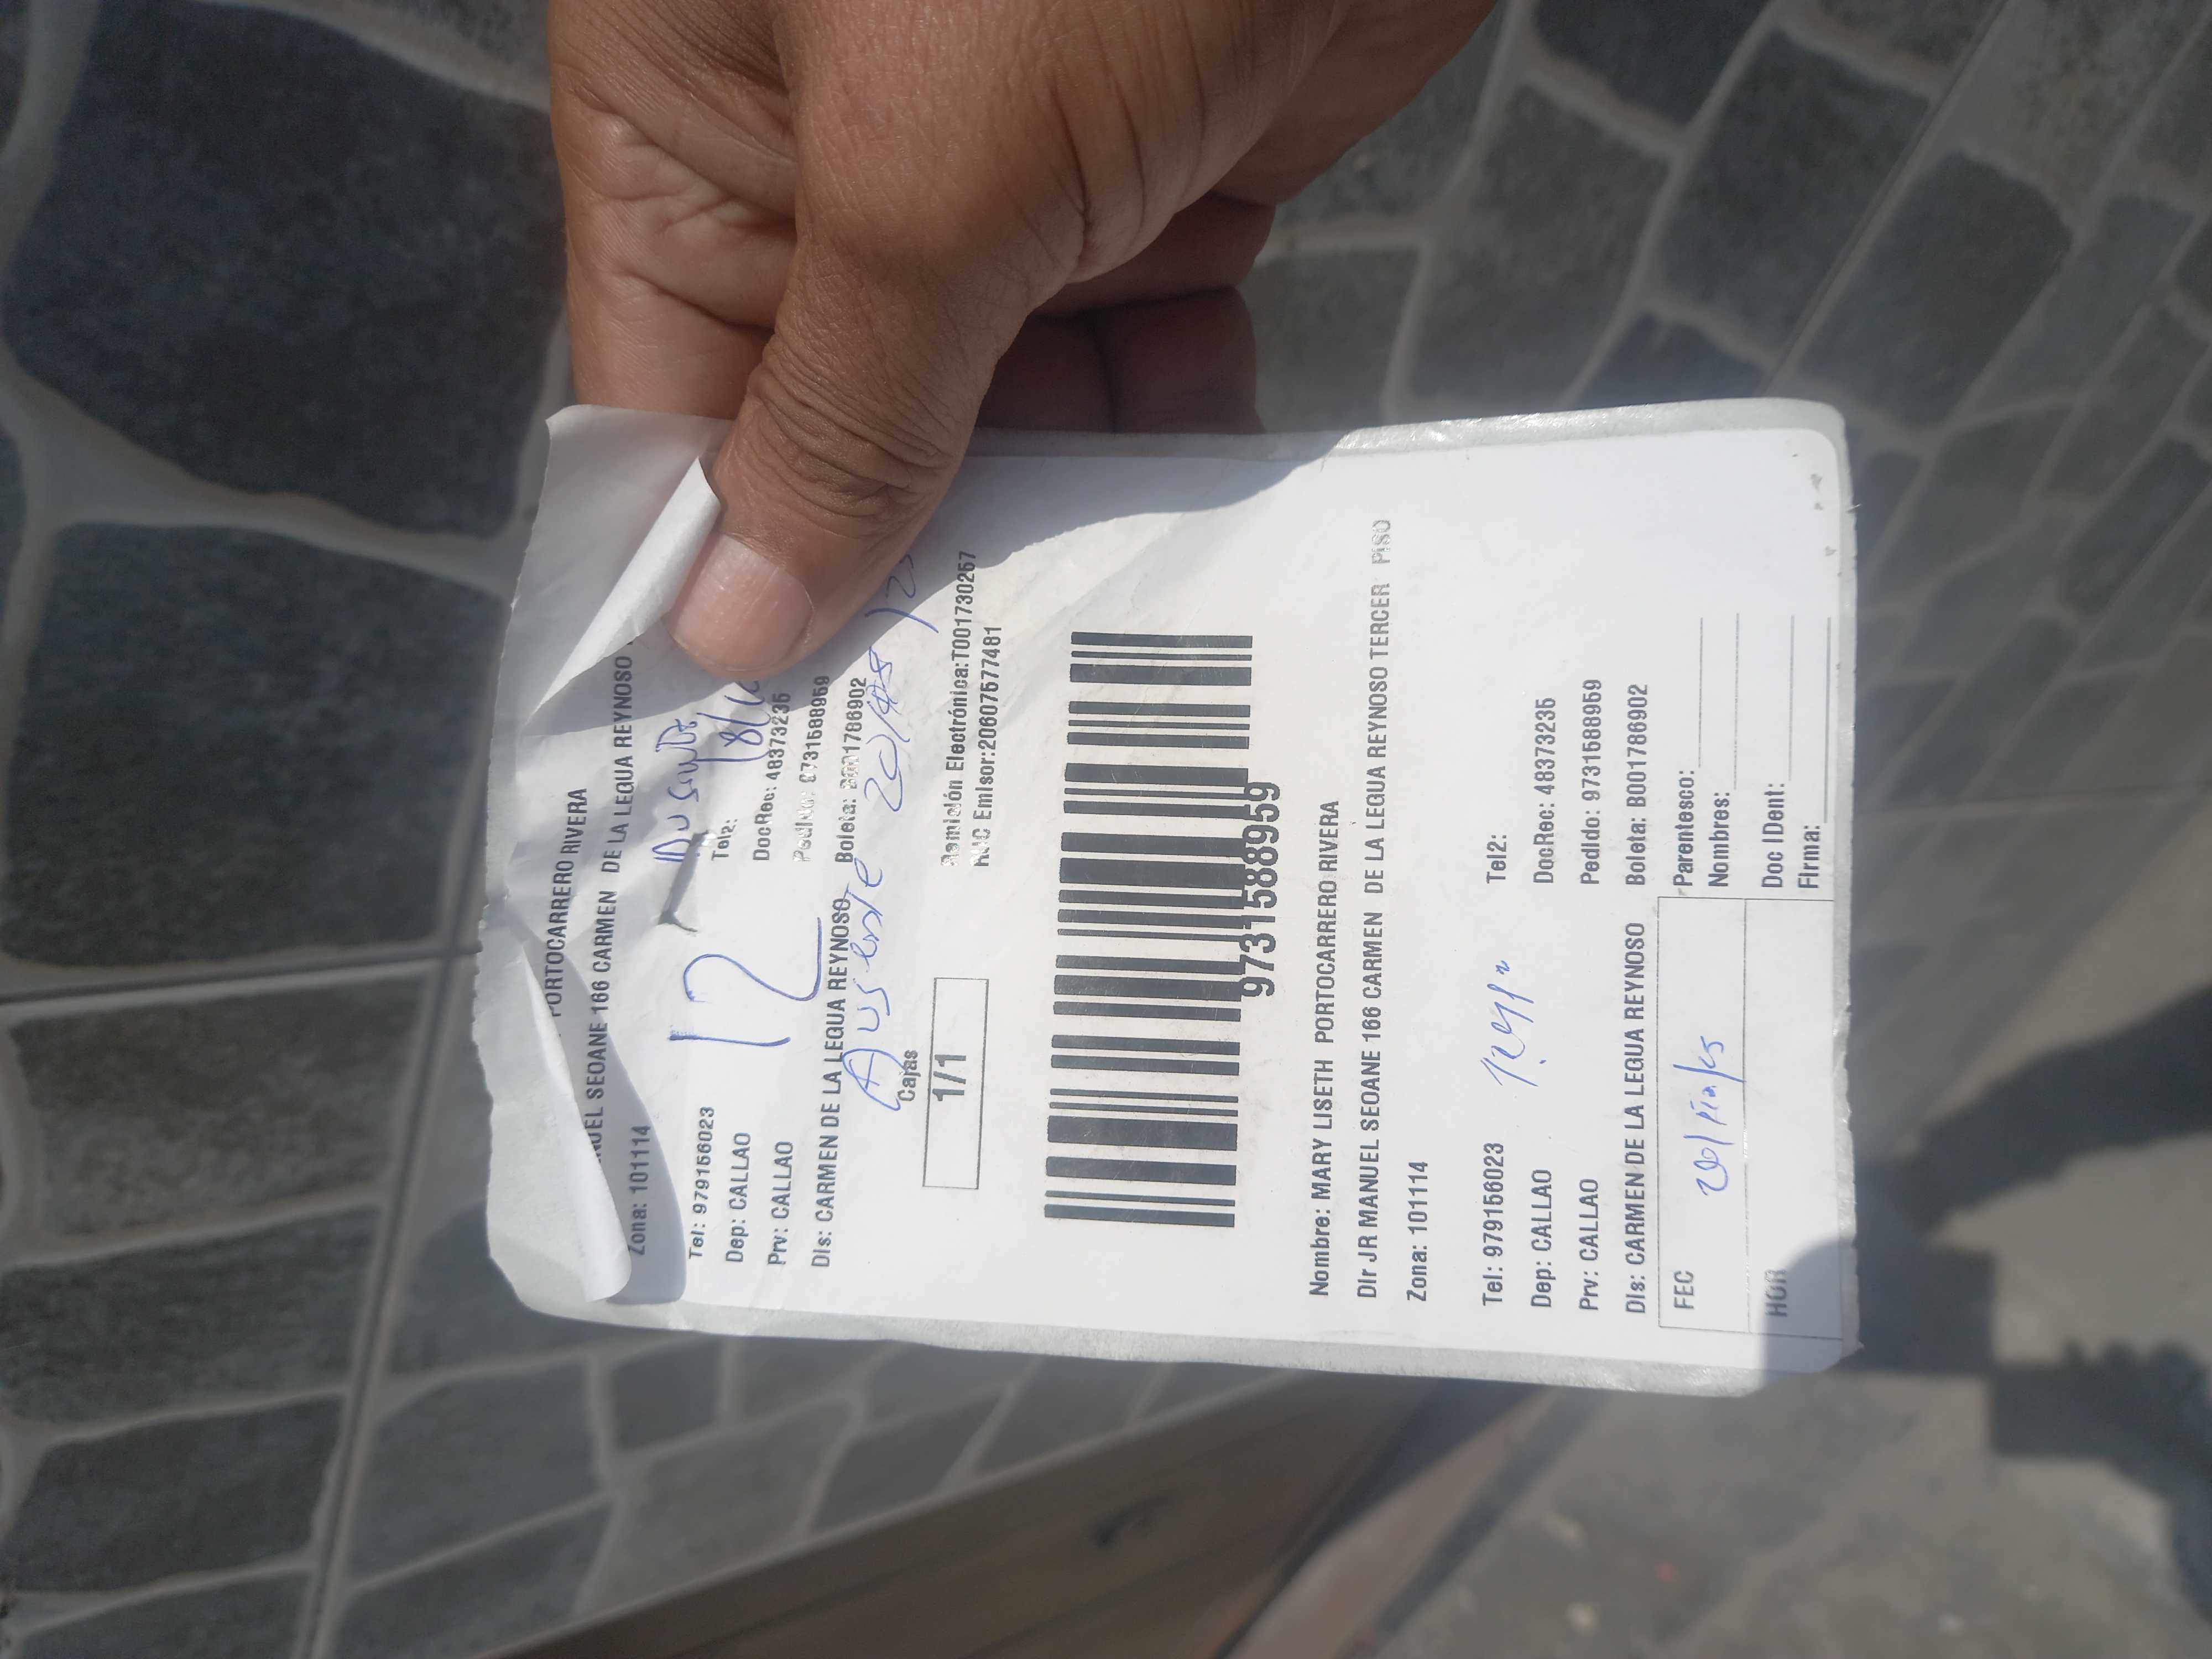 PORTOCARRERO RIVERA
NUEL SEOANE 166 CARMEN DE LA LEGUA REYNOSO
Zona: 101114
Ausente
Tel: 979156023 Tel2:
12
Dep: CALLAO DocRec: 48373235
Prv: CALLAO Pedido: 9731588959
Dis: CARMEN DE LA LEGUA REYNOSO Boleta: B001786902
Ausente
Cajas
1/1
Remisión Electrónica:T001730267
RUC Emisor:20607577481
9731588959
Nombre: MARY LISETH PORTOCARRERO RIVERA
Dir JR MANUEL SEOANE 166 CARMEN DE LA LEGUA REYNOSO TERCER PISO
Zona: 101114
Tel: 979156023 Tel2:
Dep: CALLAO DocRec: 48373235
Prv: CALLAO Pedido: 9731588959
Dis: CARMEN DE LA LEGUA REYNOSO Boleta: B001786902
FEC Parentesco:
Nombres:
HOR Doc IDent:
Firma: